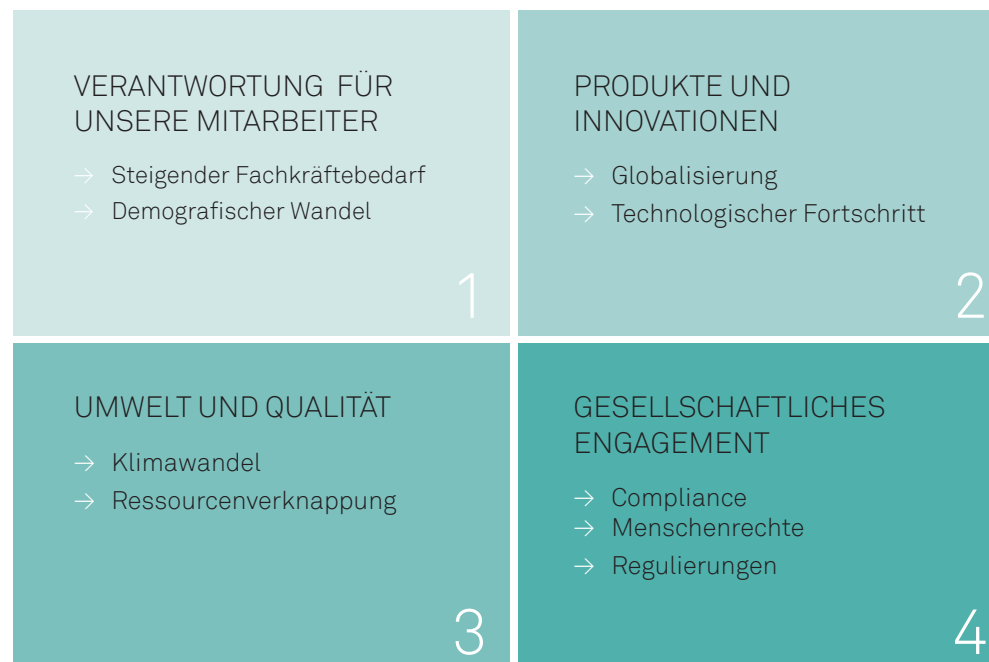 VERANTWORTUNG FÜR
UNSERE MITARBEITER
→ Steigender Fachkräftebedarf
→ Demografischer Wandel
1
PRODUKTE UND
INNOVATIONEN
→ Globalisierung
→ Technologischer Fortschritt
2
UMWELT UND QUALITÄT
→ Klimawandel
→ Ressourcenverknappung
3
GESELLSCHAFTLICHES
ENGAGEMENT
→ Compliance
→ Menschenrechte
→ Regulierungen
4